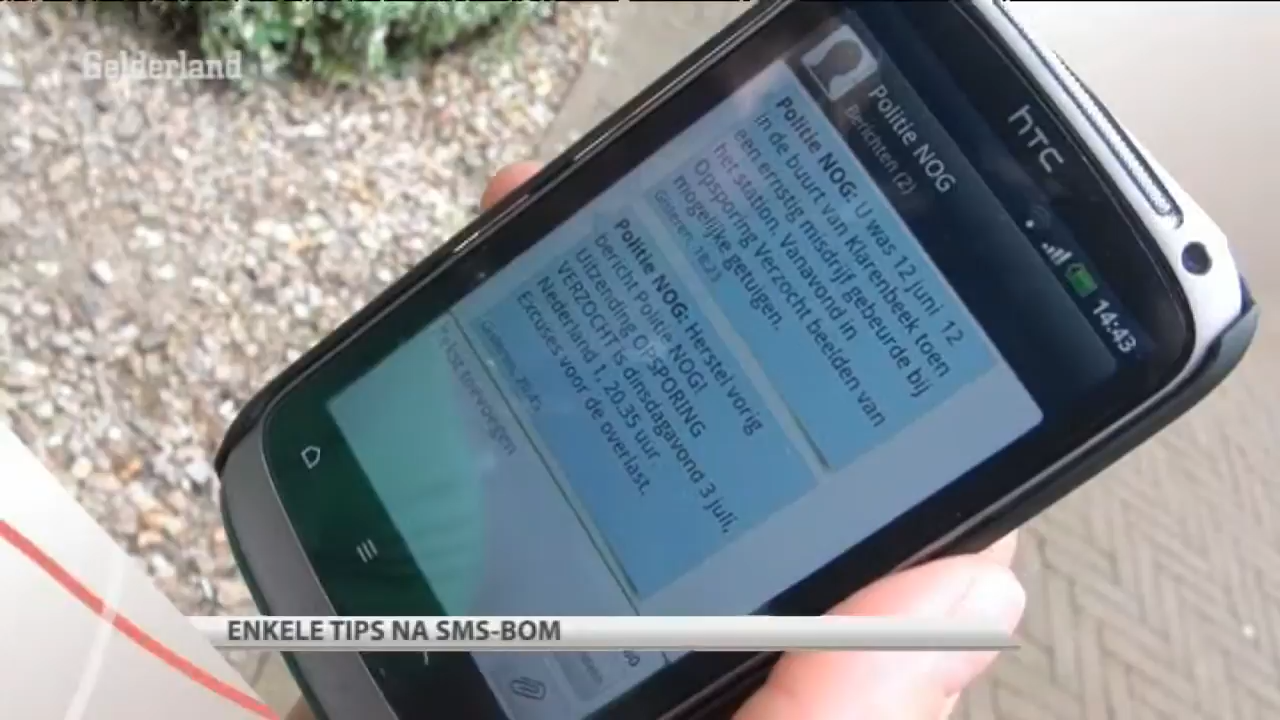 Gelderland
hTC
14:43
Politie NOG
Berichten (2)
Politie NOG: U was 12 juni 12
in de buurt van Klarenbeek toen
een ernstig misdrijf gebeurde bij
het station. Vanavond in
Opsporing Verzocht beelden van
mogelijke getuigen.
Gisteren, 18:23
Politie NOG: Herstel vorig
bericht Politie NOG!
Uitzending OPSPORING
VERZOCHT is dinsdagavond 3 juli,
Nederland 1, 20.35 uur.
Excuses voor de overlast.
Gisteren,
toevoegen
ENKELE TIPS NA SMS-BOM